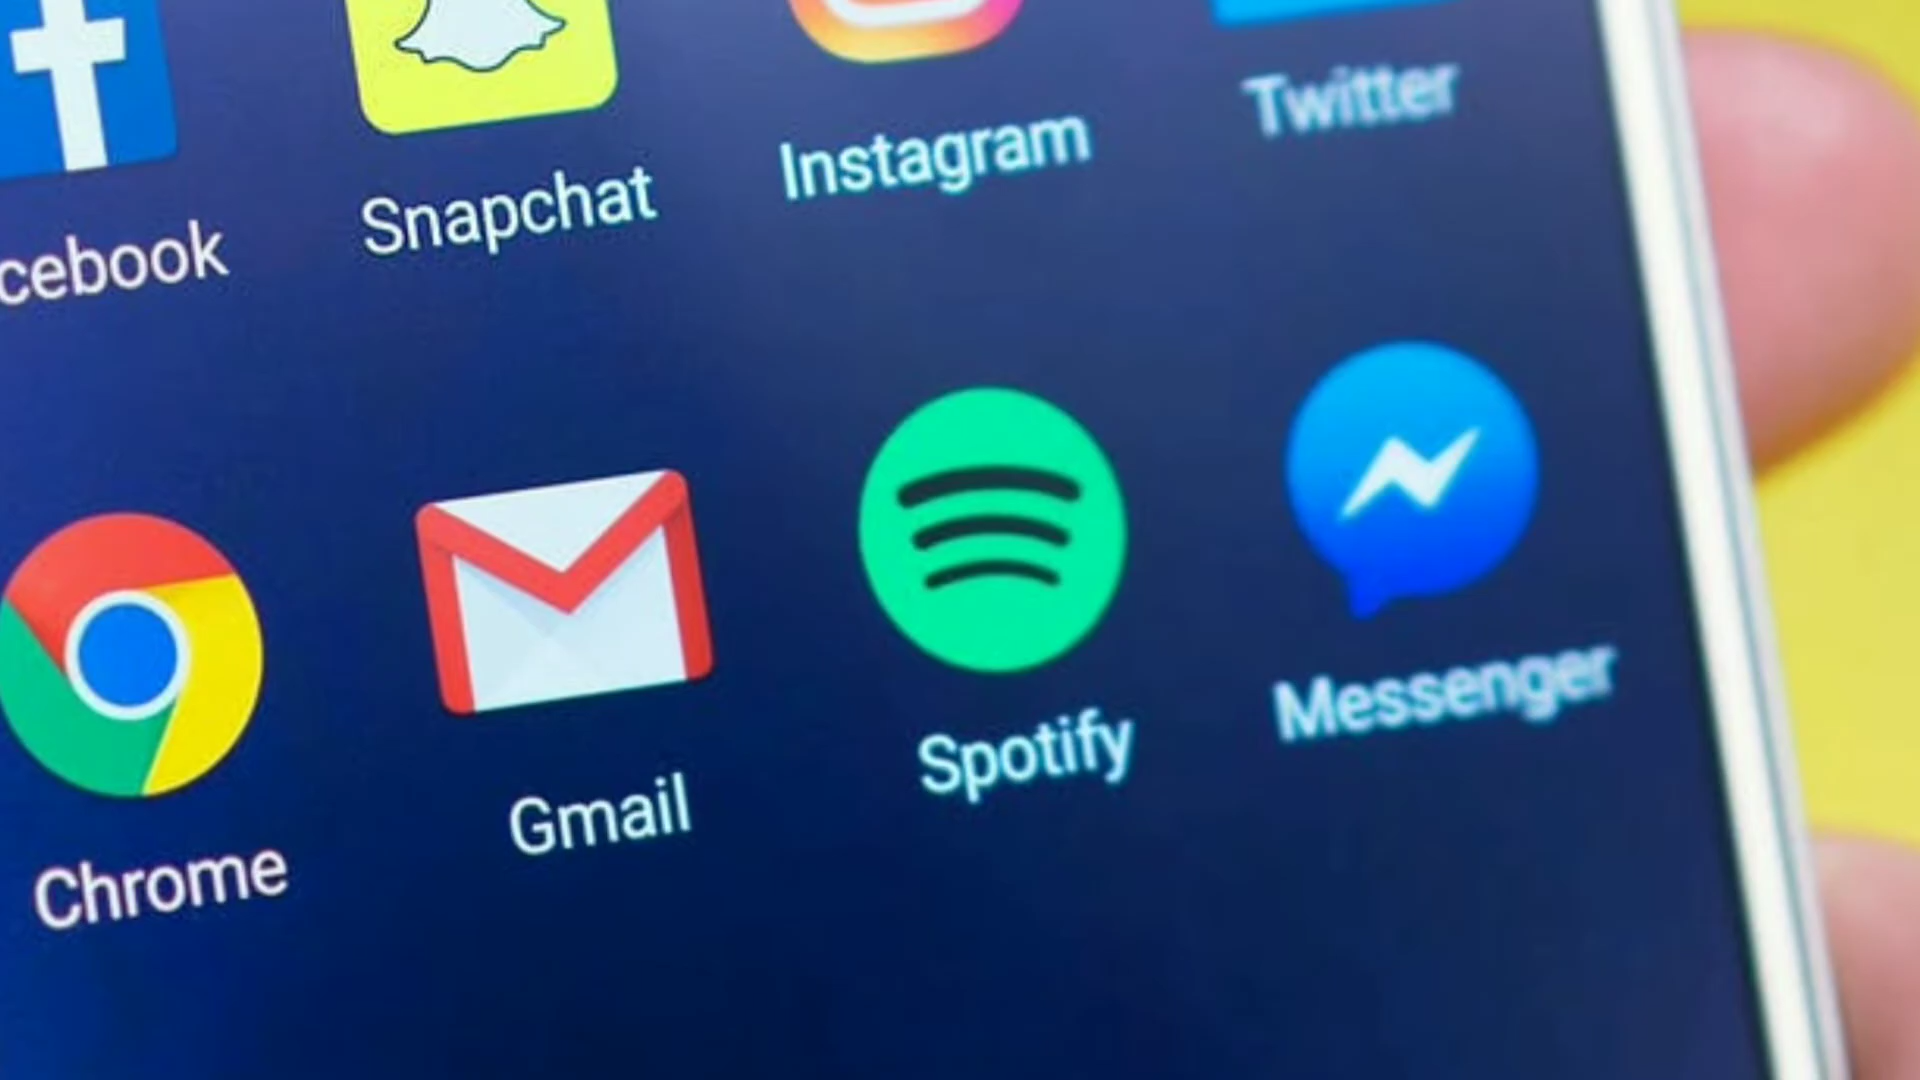 cebook
Snapchat
Instagram
Twitter
Chrome
Gmail
Spotify
Messenger